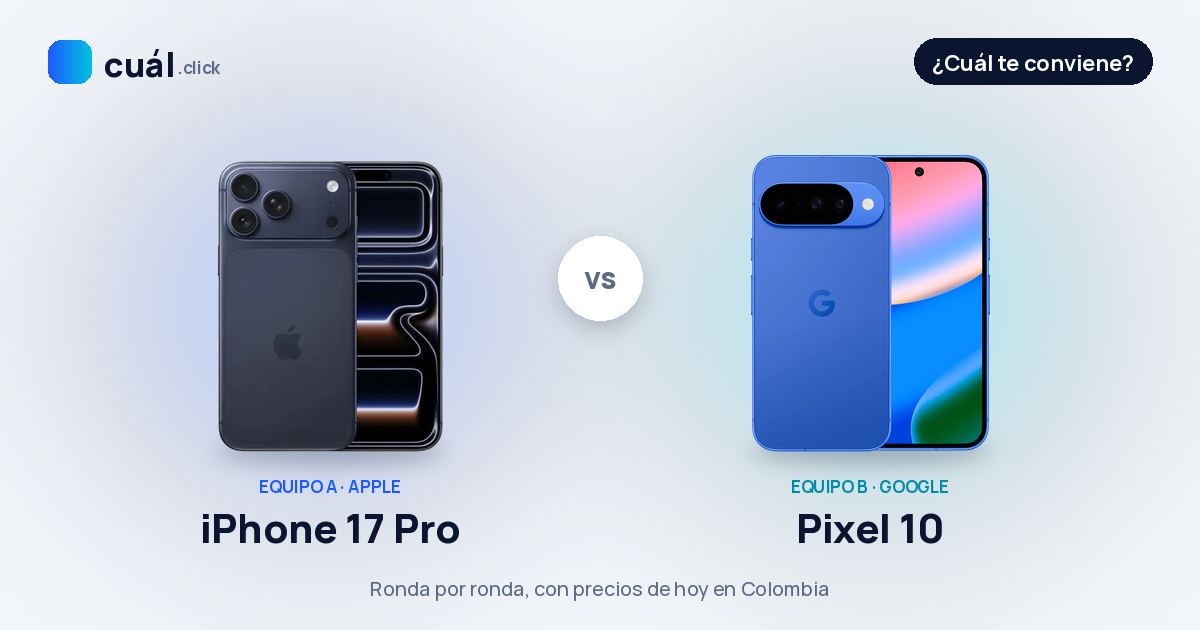 cuál.click
¿Cuál te conviene?
vs
EQUIPO A · APPLE
iPhone 17 Pro
EQUIPO B · GOOGLE
Pixel 10
Ronda por ronda, con precios de hoy en Colombia